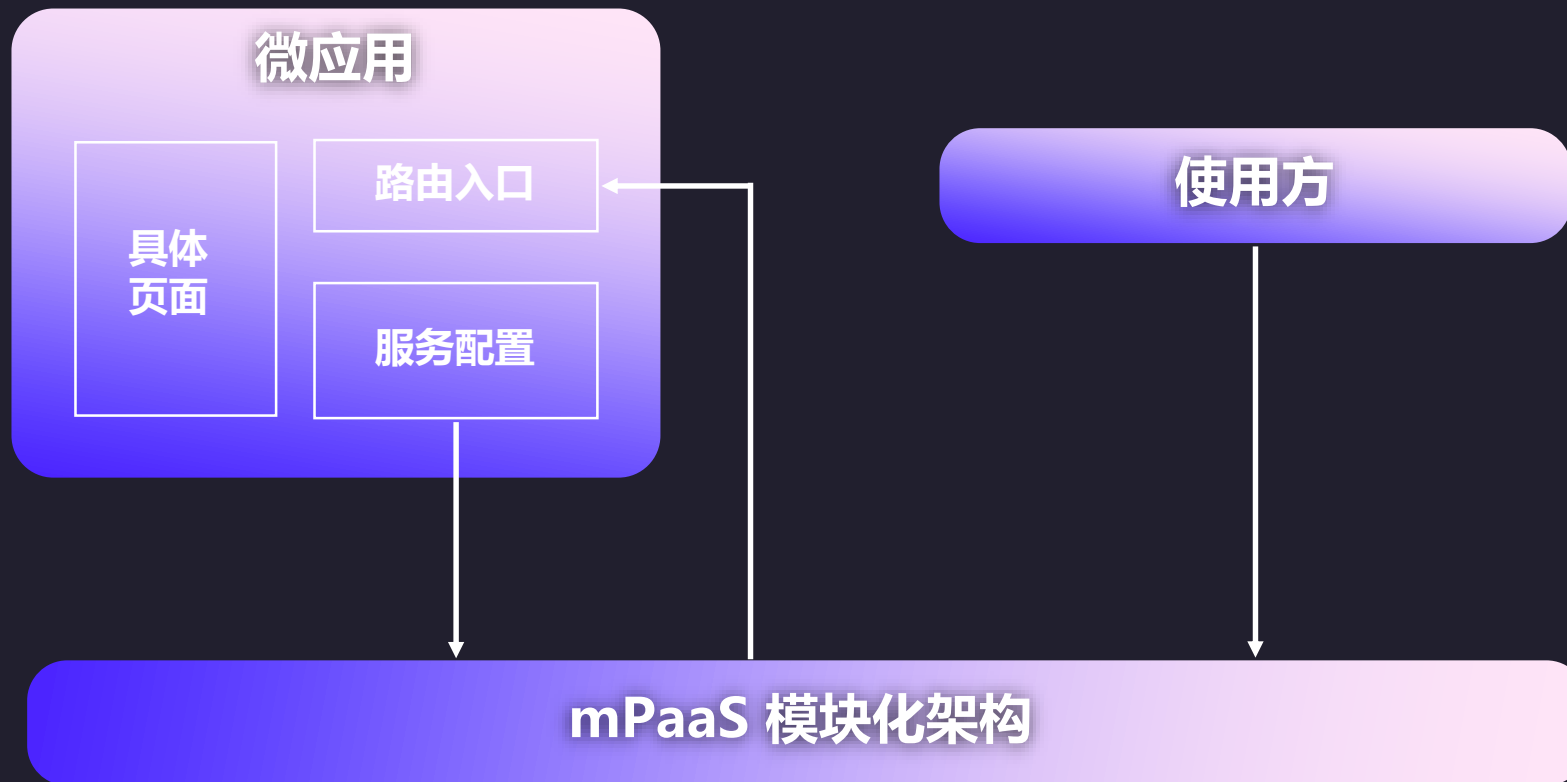 微应用
具体
页面
路由入口
服务配置
使用方
mPaaS 模块化架构